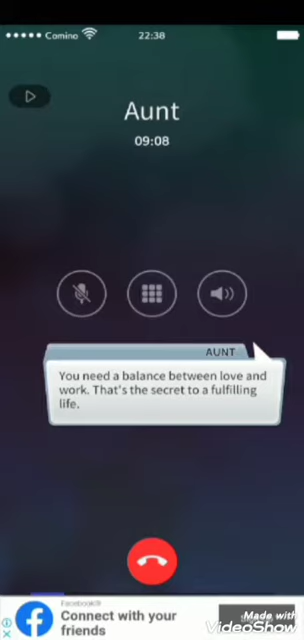 Comino 22:38
Aunt
09:08
AUNT
You need a balance between love and
work. That's the secret to a fulfilling
life.
Connect with your
friends
Made with
VideoShow